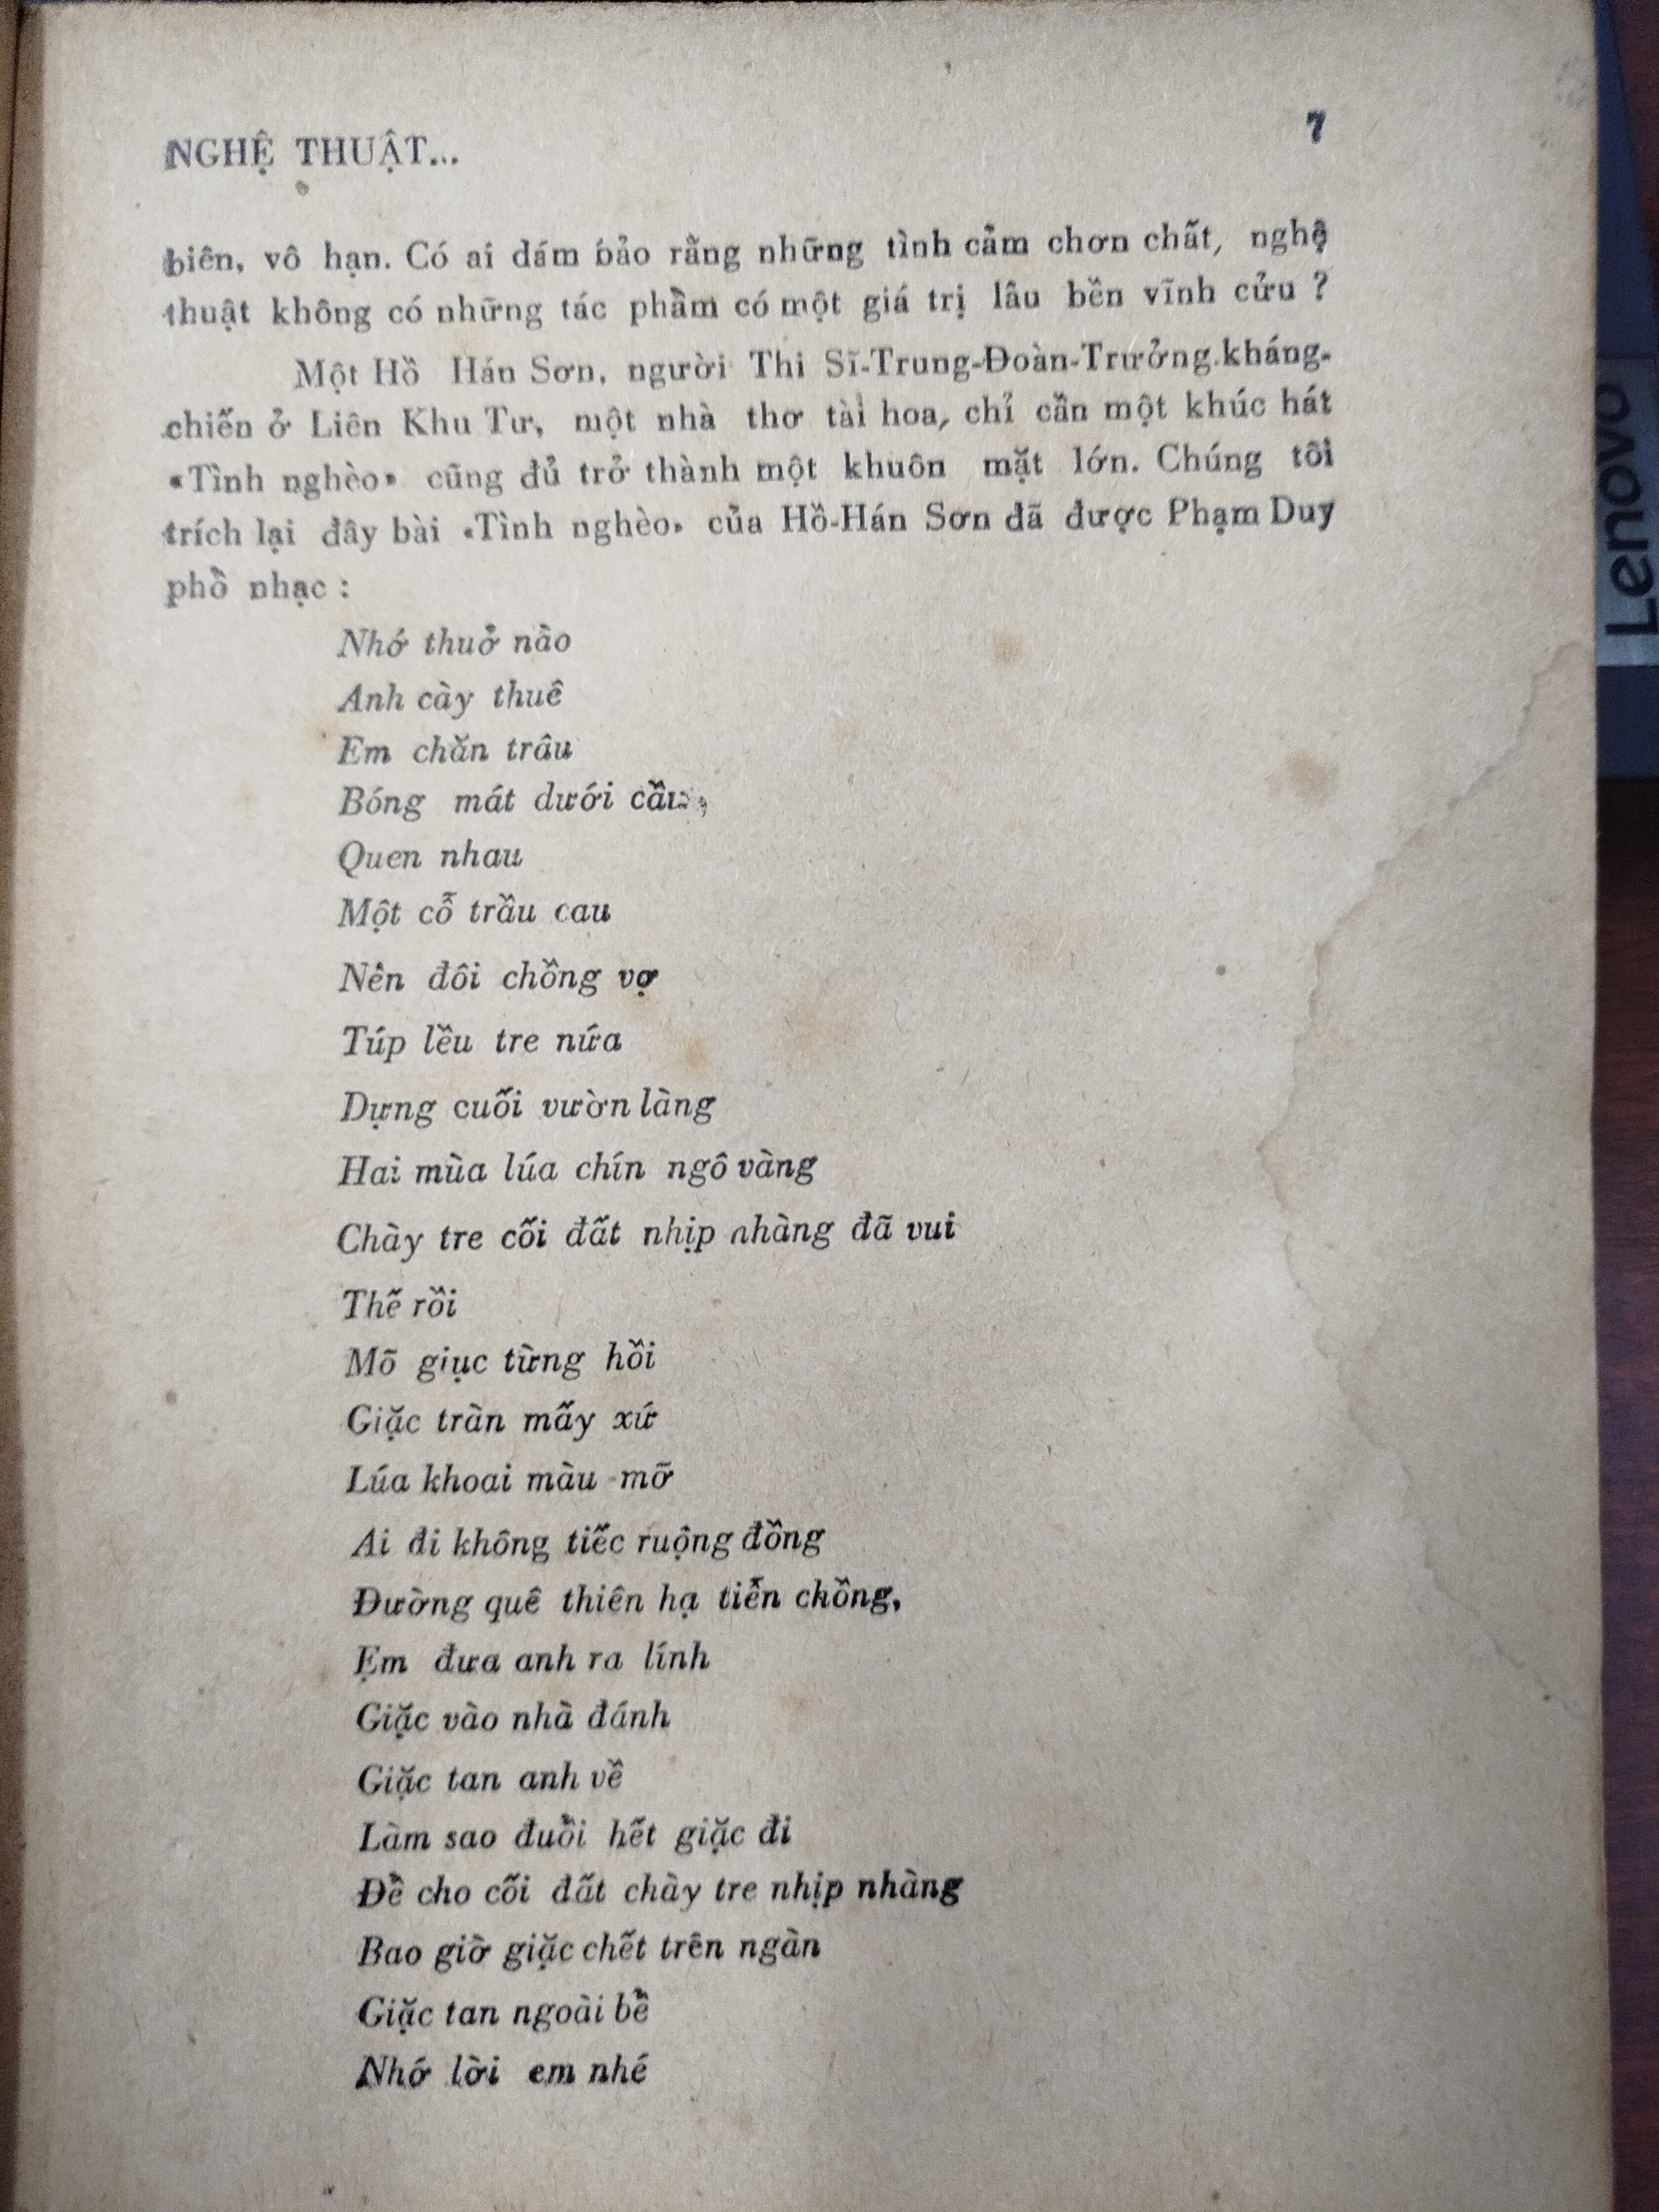 NGHỆ THUẬT...
7
biên, vô hạn. Có ai dám bảo rằng những tình cảm chơn chất, nghệ
thuật không có những tác phẩm có một giá trị lâu bền vĩnh cửu ?
Một Hồ Hán Sơn, người Thi Sĩ-Trung-Đoàn-Trưởng kháng-
chiến ở Liên Khu Tư, một nhà thơ tài hoa, chỉ cần một khúc hát
«Tình nghèo» cũng đủ trở thành một khuôn mặt lớn. Chúng tôi
trích lại đây bài «Tình nghèo» của Hồ-Hán Sơn đã được Phạm Duy
phổ nhạc :
Nhớ thuở nào
Anh cày thuê
Em chăn trâu
Bóng mát dưới cầu,
Quen nhau
Một cỗ trầu cau
Nên đôi chồng vợ
Túp lều tre nứa
Dựng cuối vườn làng
Hai mùa lúa chín ngô vàng
Chày tre cối đất nhịp nhàng đã vui
Thế rồi
Mõ giục từng hồi
Giặc tràn mấy xứ
Lúa khoai màu mỡ
Ai đi không tiếc ruộng đồng
Đường quê thiên hạ tiễn chồng,
Em đưa anh ra lính
Giặc vào nhà đánh
Giặc tan anh về
Làm sao đuổi hết giặc đi
Để cho cối đất chày tre nhịp nhàng
Bao giờ giặc chết trên ngàn
Giặc tan ngoài bể
Nhớ lời em nhé
Lenovo